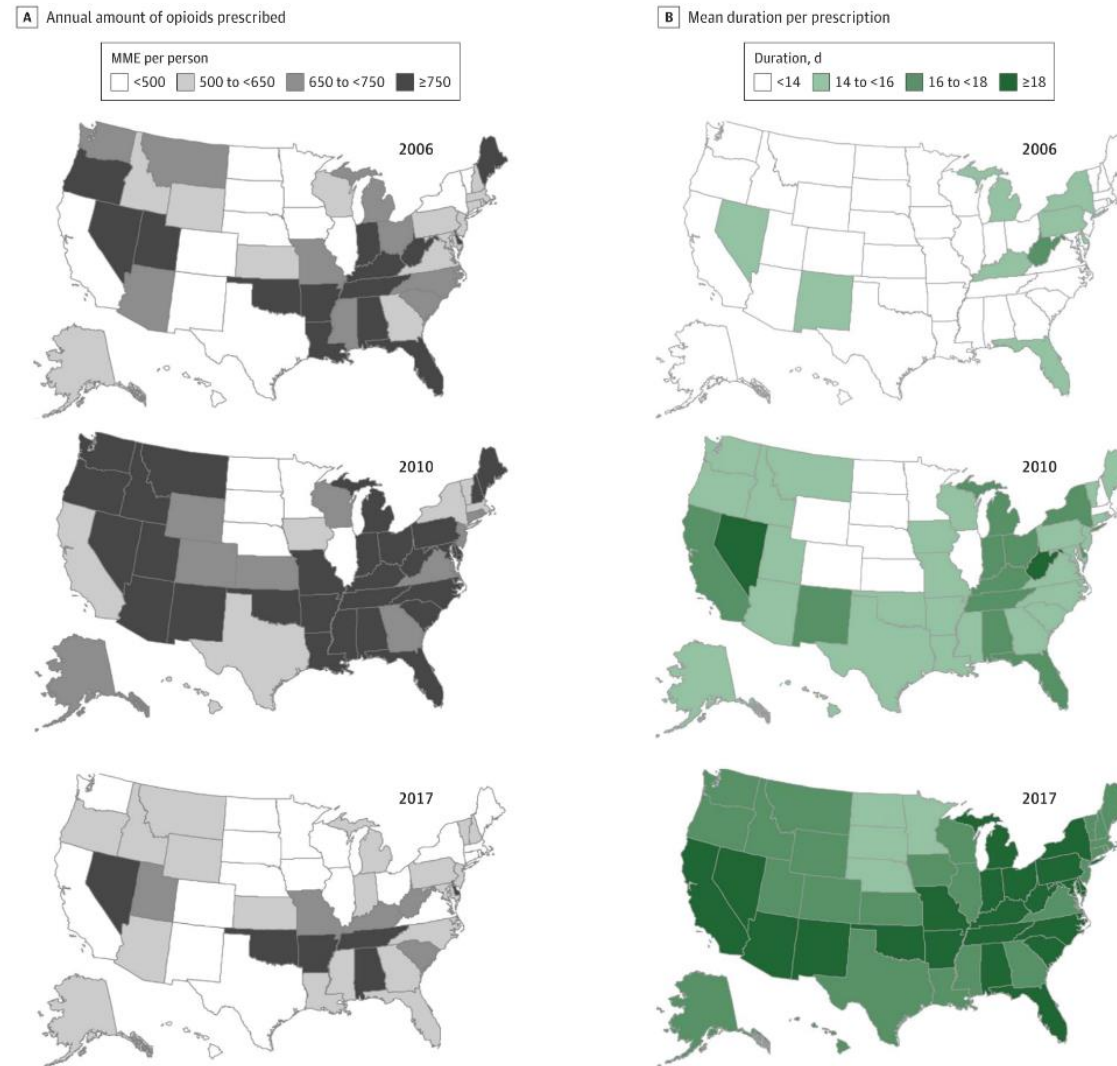 A Annual amount of opioids prescribed
MME per person
<500 500 to <650 650 to <750 ≥750
2006
2010
2017
B Mean duration per prescription
Duration, d
<14 14 to <16 16 to <18 ≥18
2006
2010
2017